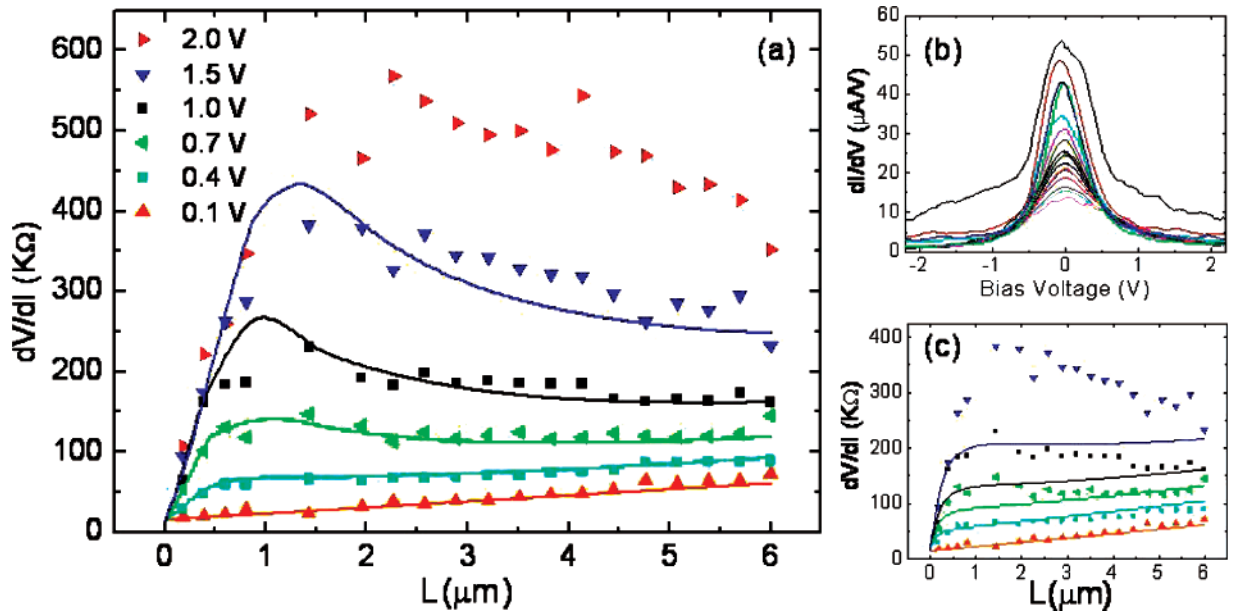 (a)
600
500
400
300
200
100
0
dV/dI (KΩ)
2.0 V
1.5 V
1.0 V
0.7 V
0.4 V
0.1 V
0 1 2 3 4 5 6
L(μm)
(b)
60
50
40
30
20
10
0
dI/dV (μA/V)
-2 -1 0 1 2
Bias Voltage (V)
(c)
400
300
200
100
0
dV/dI (KΩ)
0 1 2 3 4 5 6
L(μm)